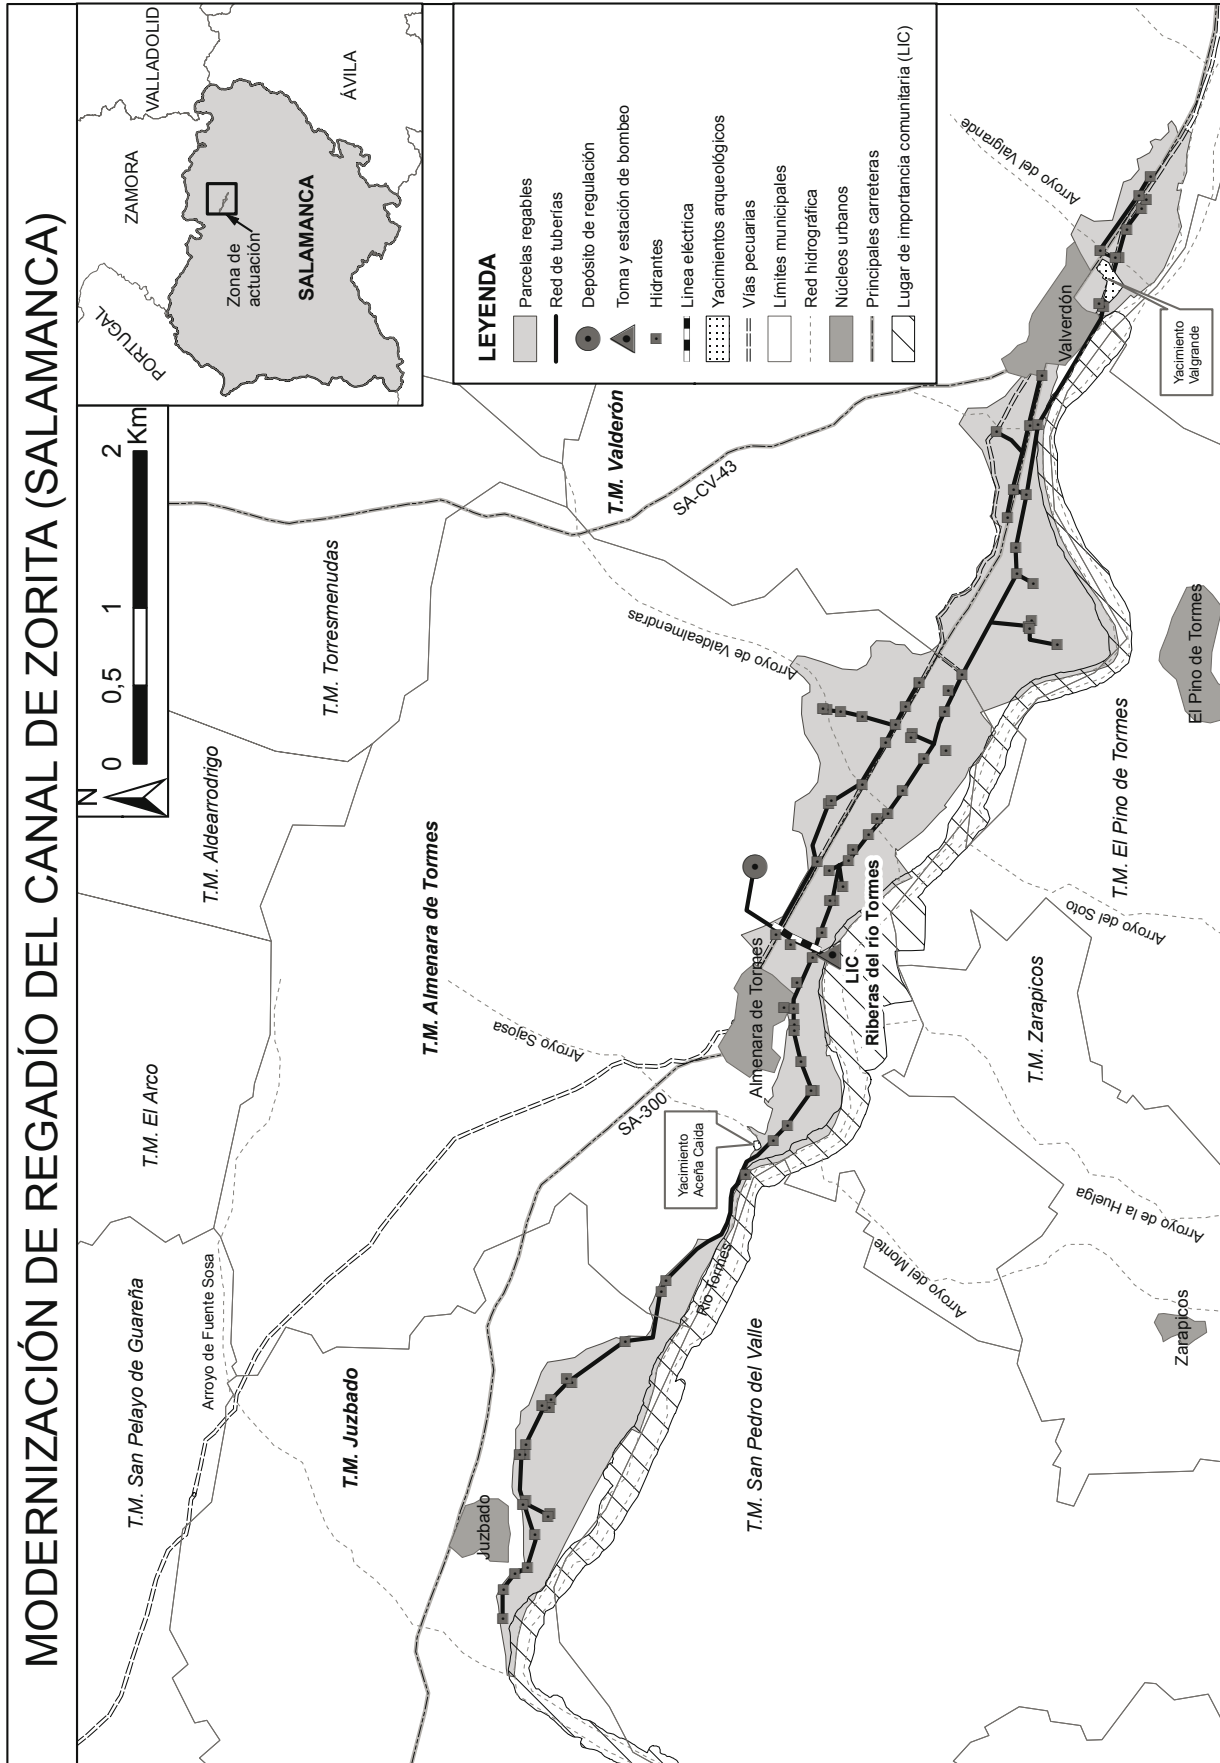 MODERNIZACIÓN DE REGADÍO DEL CANAL DE ZORITA (SALAMANCA)
N
0 0,5 1 2
Km
PORTUGAL
ZAMORA
VALLADOLID
ÁVILA
Zona de
actuación
SALAMANCA
LEYENDA
Parcelas regables
Red de tuberías
Depósito de regulación
Toma y estación de bombeo
Hidrantes
Línea eléctrica
Yacimientos arqueológicos
Vías pecuarias
Límites municipales
Red hidrográfica
Núcleos urbanos
Principales carreteras
Lugar de importancia comunitaria (LIC)
T.M. San Pelayo de Guareña
T.M. El Arco
T.M. Aldearrodrigo
T.M. Torresmenudas
Arroyo de Fuente Sosa
T.M. Juzbado
T.M. Almenara de Tormes
T.M. Valderón
Arroyo Sajosa
SA-300
SA-CV-43
Arroyo de Valdealmendras
Arroyo del Valgrande
Juzbado
Almenara de Tormes
Valverdón
Yacimiento
Aceña Caida
Yacimiento
Valgrande
Río Tormes
LIC
Riberas del río Tormes
T.M. San Pedro del Valle
Arroyo del Monte
Arroyo de la Huelga
T.M. Zarapicos
Arroyo del Soto
T.M. El Pino de Tormes
El Pino de Tormes
Zarapicos